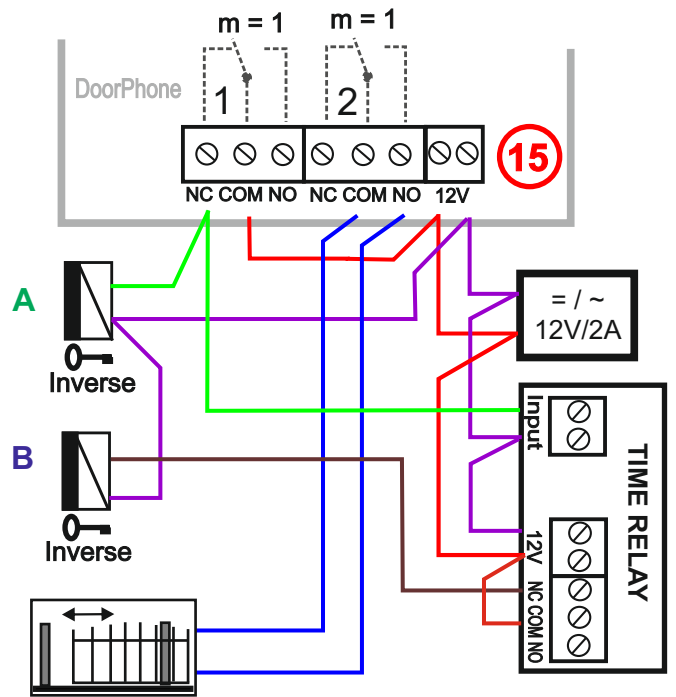 m = 1
m = 1
DoorPhone
1
2
15
NC COM NO
NC COM NO
12V
A
= / ~
12V/2A
Inverse
Input
B
TIME RELAY
Inverse
12V
NC COM NO